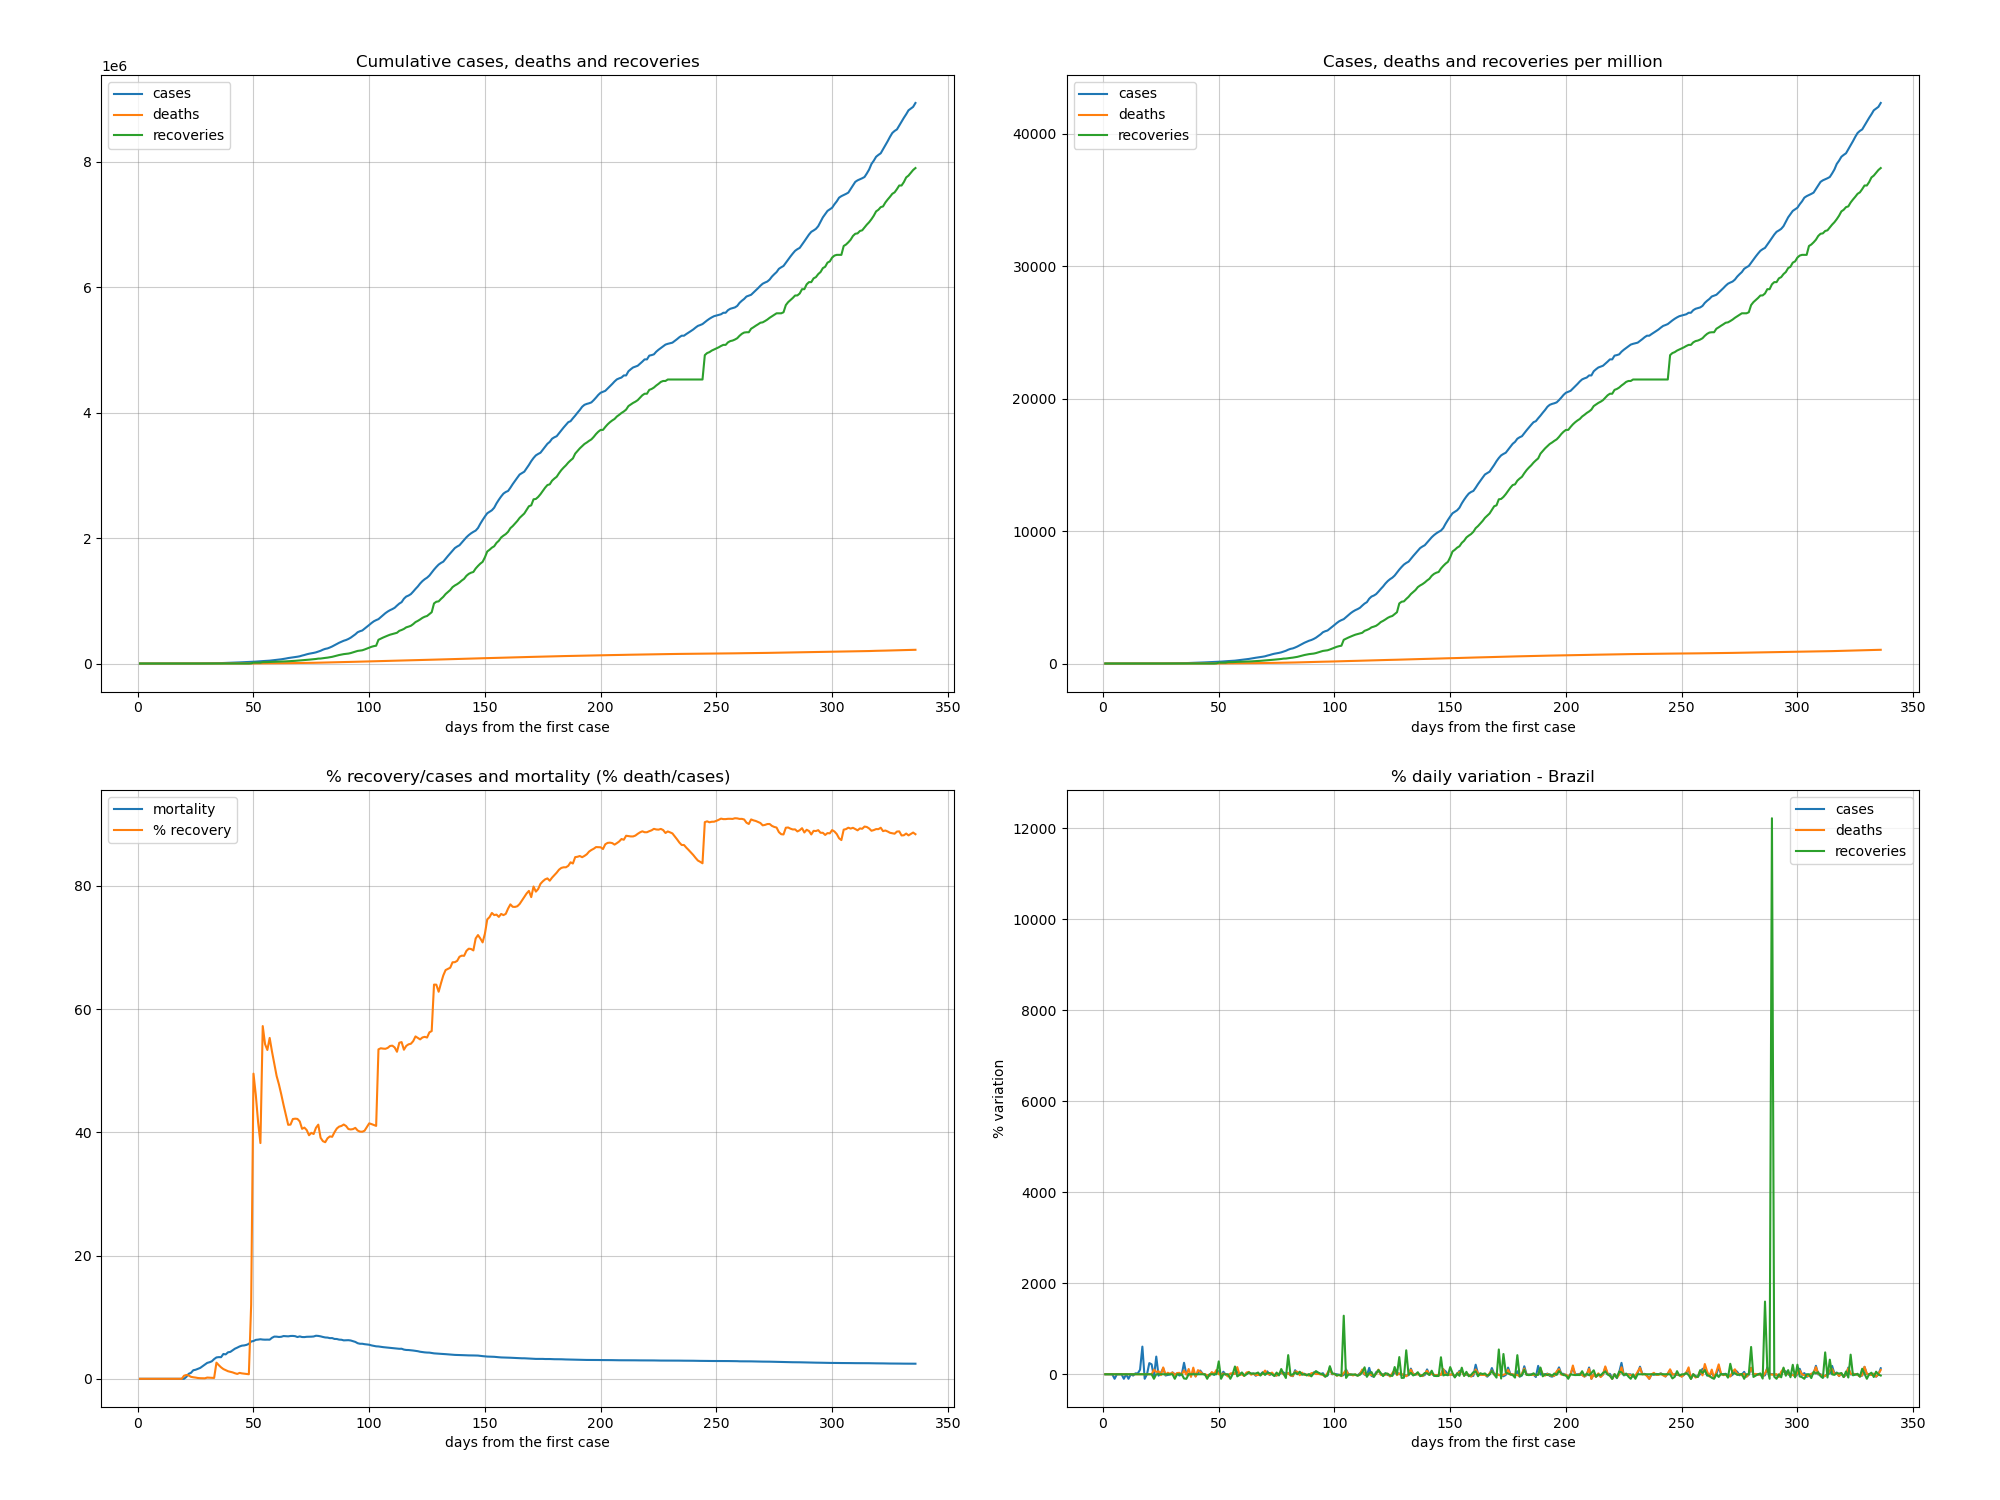 Cumulative cases, deaths and recoveries
1e6
cases
deaths
recoveries
8
6
4
2
0
0 50 100 150 200 250 300 350
days from the first case
Cases, deaths and recoveries per million
cases
deaths
recoveries
40000
30000
20000
10000
0
0 50 100 150 200 250 300 350
days from the first case
% recovery/cases and mortality (% death/cases)
mortality
% recovery
80
60
40
20
0
0 50 100 150 200 250 300 350
days from the first case
% daily variation - Brazil
cases
deaths
recoveries
% variation
12000
10000
8000
6000
4000
2000
0
0 50 100 150 200 250 300 350
days from the first case